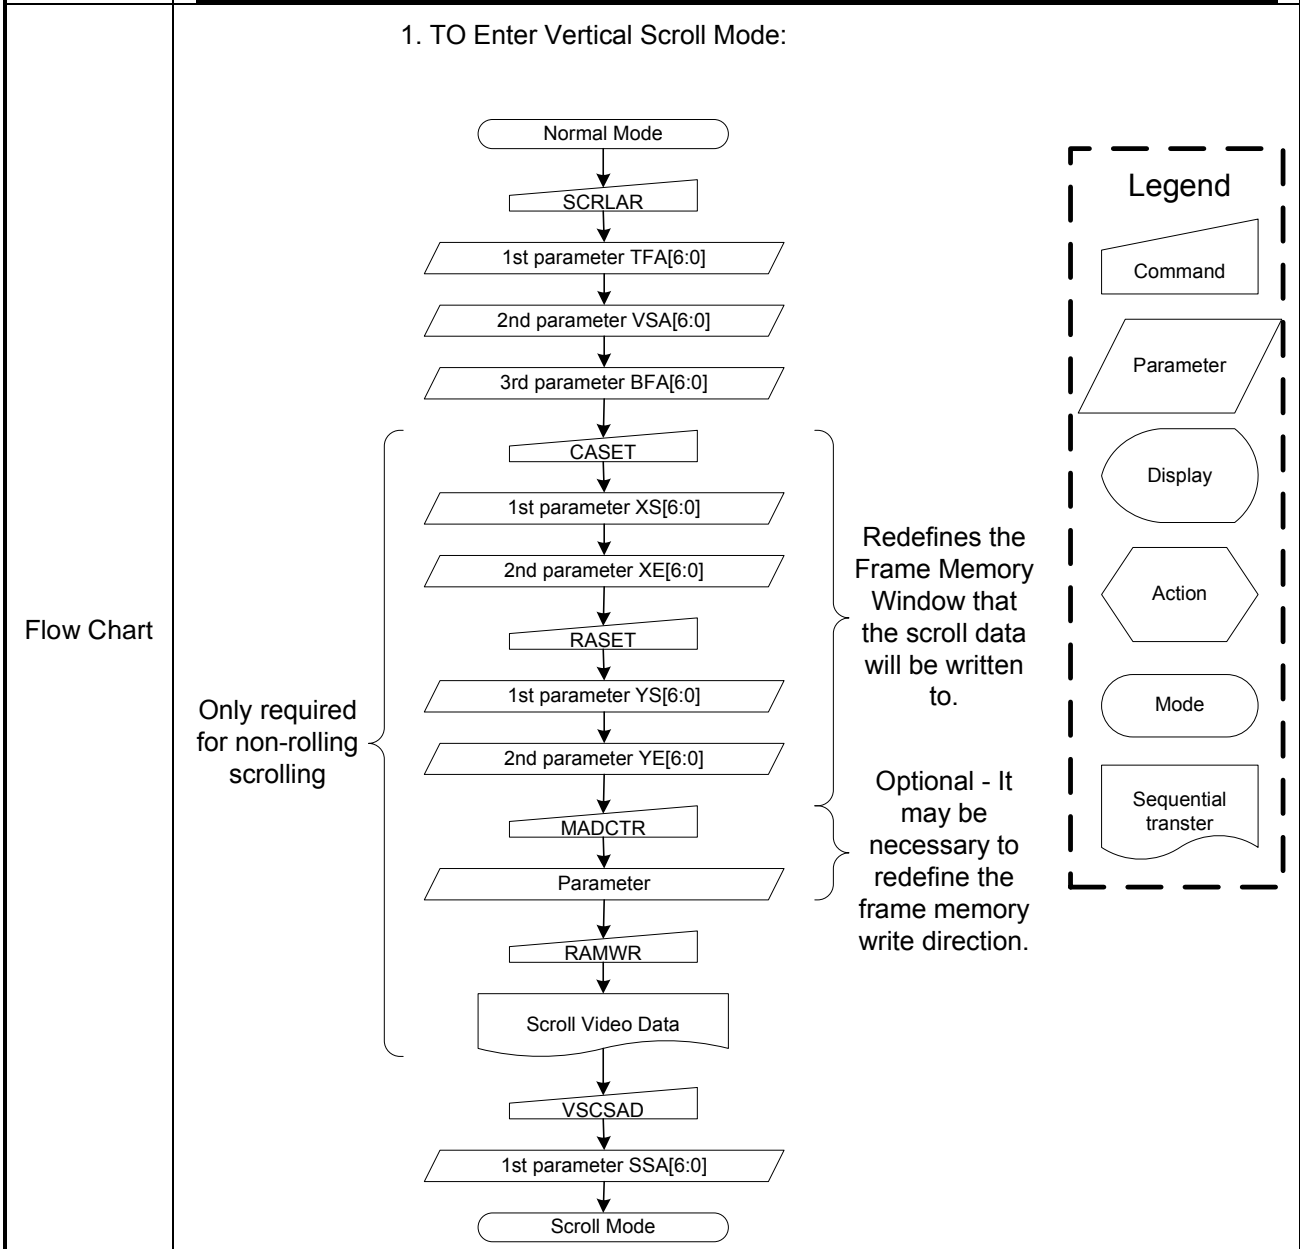 1. TO Enter Vertical Scroll Mode:
Flow Chart
Normal Mode
SCRLAR
1st parameter TFA[6:0]
2nd parameter VSA[6:0]
3rd parameter BFA[6:0]
CASET
1st parameter XS[6:0]
2nd parameter XE[6:0]
RASET
1st parameter YS[6:0]
2nd parameter YE[6:0]
MADCTR
Parameter
RAMWR
Scroll Video Data
VSCSAD
1st parameter SSA[6:0]
Scroll Mode
Only required
for non-rolling
scrolling
Redefines the
Frame Memory
Window that
the scroll data
will be written
to.
Optional - It
may be
necessary to
redefine the
frame memory
write direction.
Legend
Command
Parameter
Display
Action
Mode
Sequential
transter